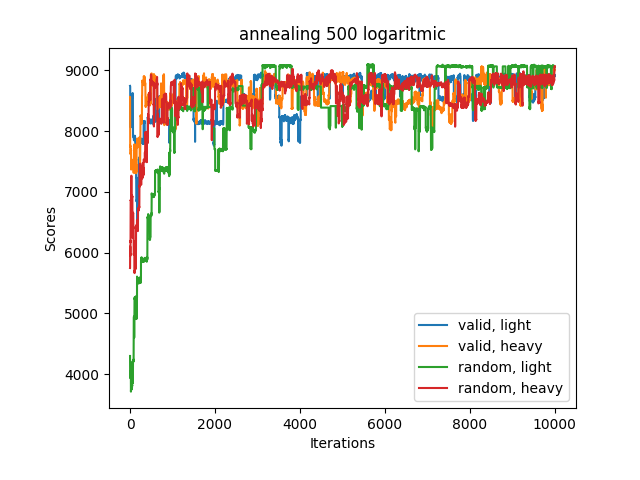 annealing 500 logaritmic
Scores
9000
8000
7000
6000
5000
4000
0
2000
4000
6000
8000
10000
Iterations
valid, light
valid, heavy
random, light
random, heavy